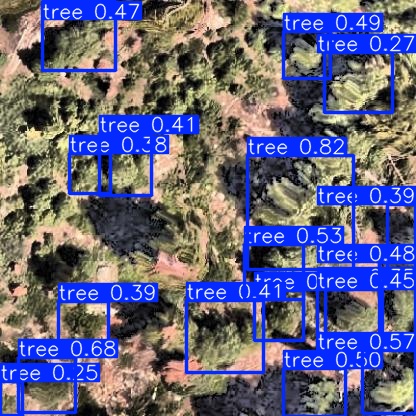 tree 0.47
tree 0.49
tree 0.27
tree 0.41
tree 0.38
tree 0.82
tree 0.39
tree 0.53
tree 0.48
tree 0.45
tree 0.39
0.41
tree
tree 0.57
tree 0.68
tree 0.50
tree 0.25